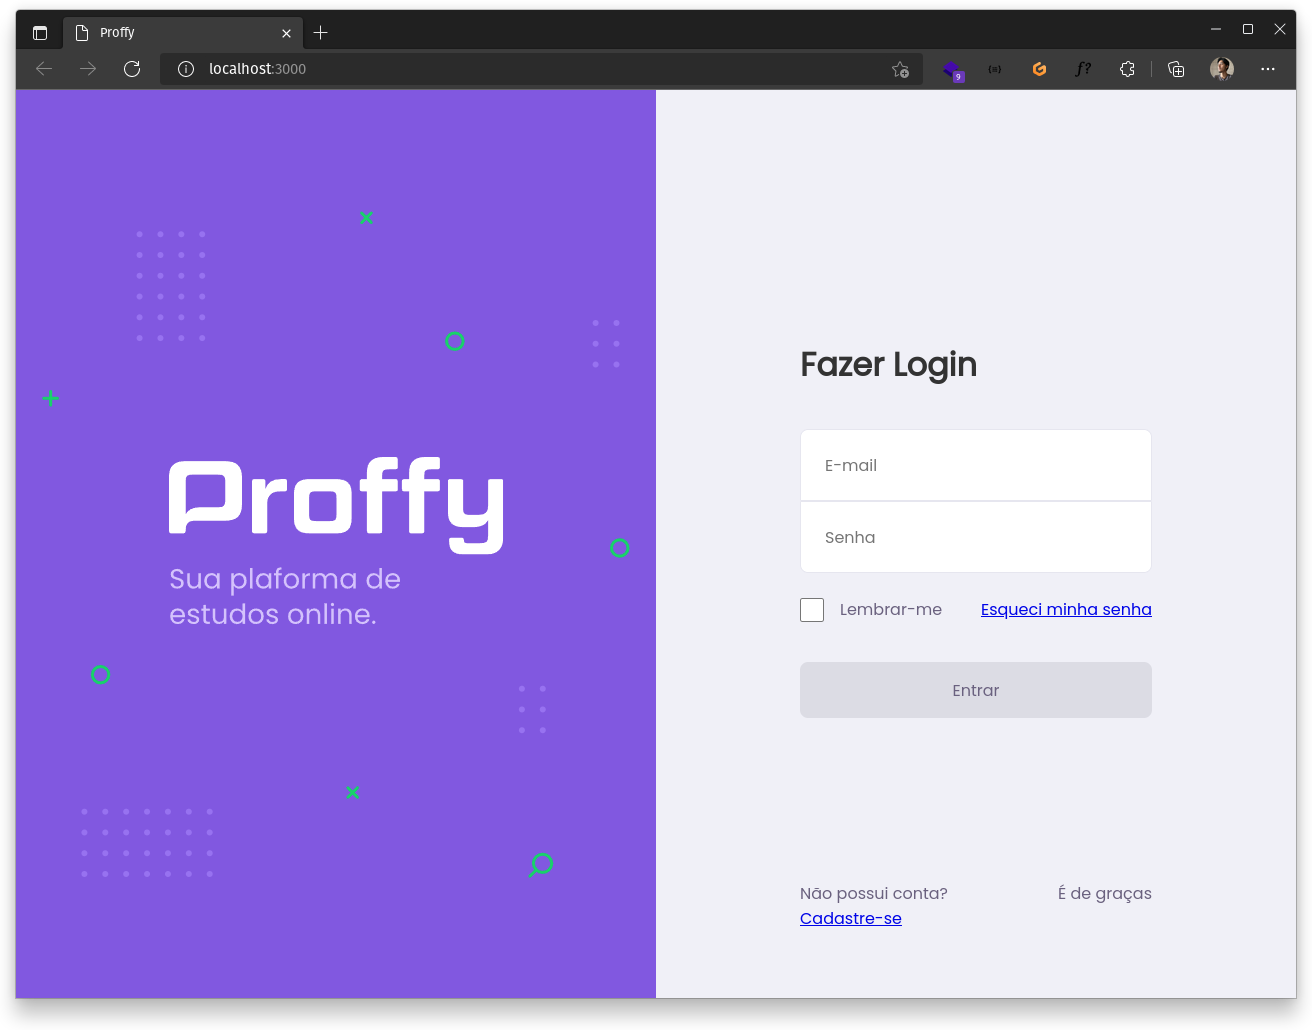 Proffy
localhost:3000
9
f?
Proffy
Sua plaforma de
estudos online.
Fazer Login
E-mail
Senha
Lembrar-me Esqueci minha senha
Entrar
Não possui conta? É de graças
Cadastre-se